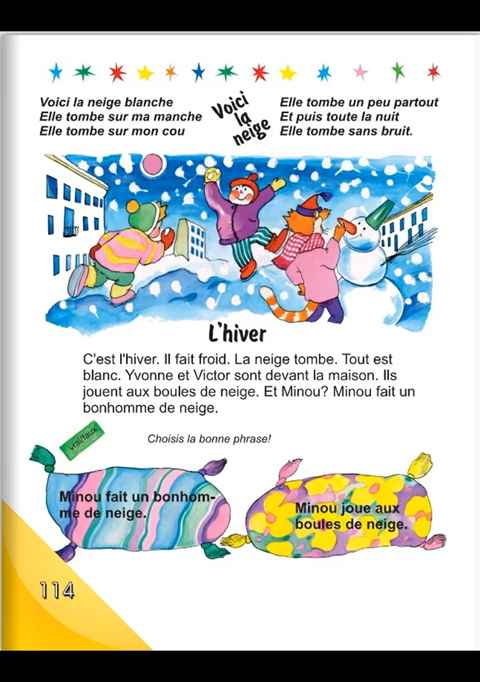 Voici la neige blanche
Elle tombe sur ma manche
Elle tombe sur mon cou
Voici
la
neige
Elle tombe un peu partout
Et puis toute la nuit
Elle tombe sans bruit.
L'hiver
C'est l'hiver. Il fait froid. La neige tombe. Tout est
blanc. Yvonne et Victor sont devant la maison. Ils
jouent aux boules de neige. Et Minou? Minou fait un
bonhomme de neige.
vrai/faux
Choisis la bonne phrase!
Minou fait un bonhom-
me de neige.
Minou joue aux
boules de neige.
114